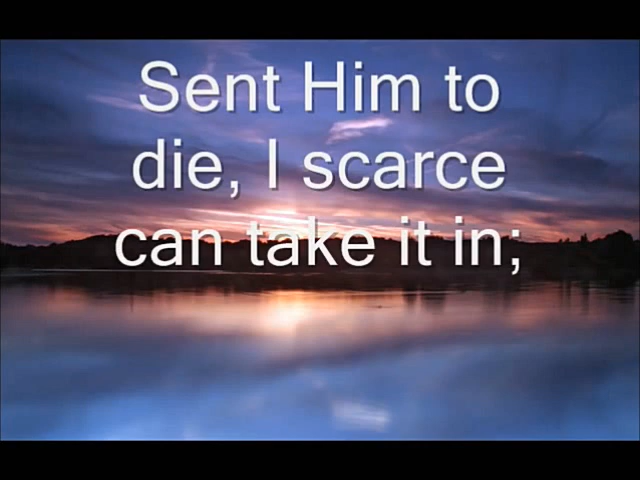 Sent Him to
die, I scarce
can take it in;